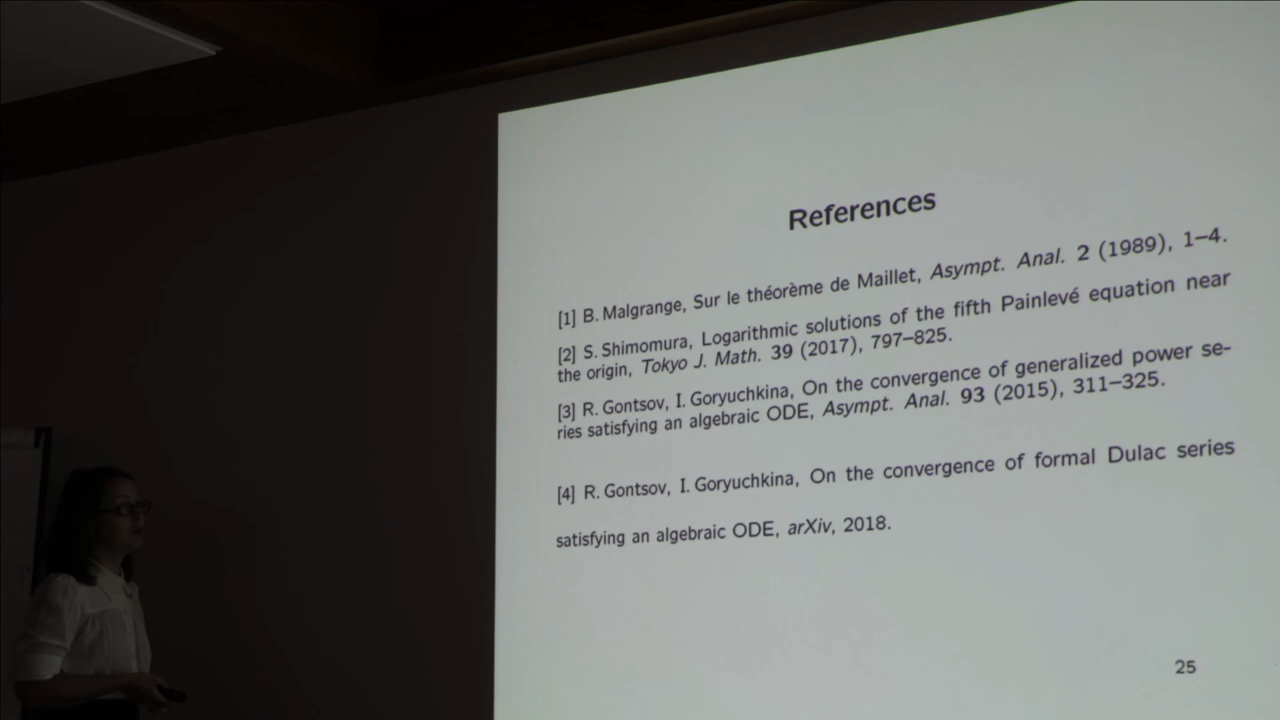 References
[1] B. Malgrange, Sur le théorème de Maillet, Asympt. Anal. 2 (1989), 1–4.
[2] S. Shimomura, Logarithmic solutions of the fifth Painlevé equation near
the origin, Tokyo J. Math. 39 (2017), 797–825.
[3] R. Gontsov, I. Goryuchkina, On the convergence of generalized power se-
ries satisfying an algebraic ODE, Asympt. Anal. 93 (2015), 311–325.
[4] R. Gontsov, I. Goryuchkina, On the convergence of formal Dulac series
satisfying an algebraic ODE, arXiv, 2018.
25